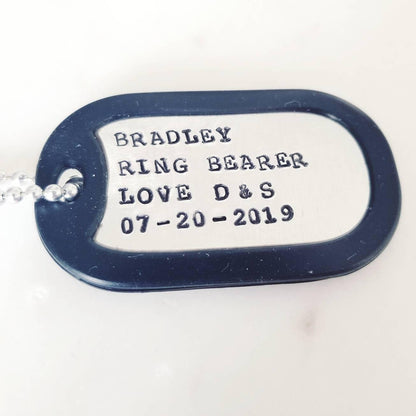 BRADLEY
RING BEARER
LOVE D & S
07-20-2019